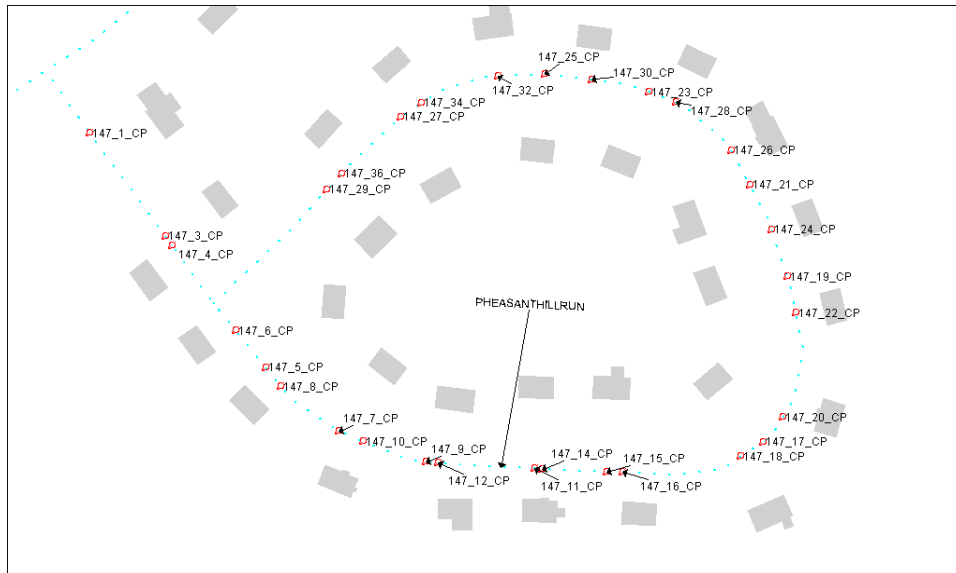 147_25_CP
147_30_CP
147_32_CP
147_23_CP
147_34_CP
147_28_CP
147_27_CP
147_1_CP
147_26_CP
147_36_CP
147_29_CP
147_21_CP
147_24_CP
147_3_CP
147_4_CP
147_19_CP
PHEASANTHILLRUN
147_22_CP
147_6_CP
147_5_CP
147_8_CP
147_7_CP
147_20_CP
147_10_CP
147_17_CP
147_9_CP
147_14_CP
147_15_CP
147_18_CP
147_12_CP
147_11_CP
147_16_CP